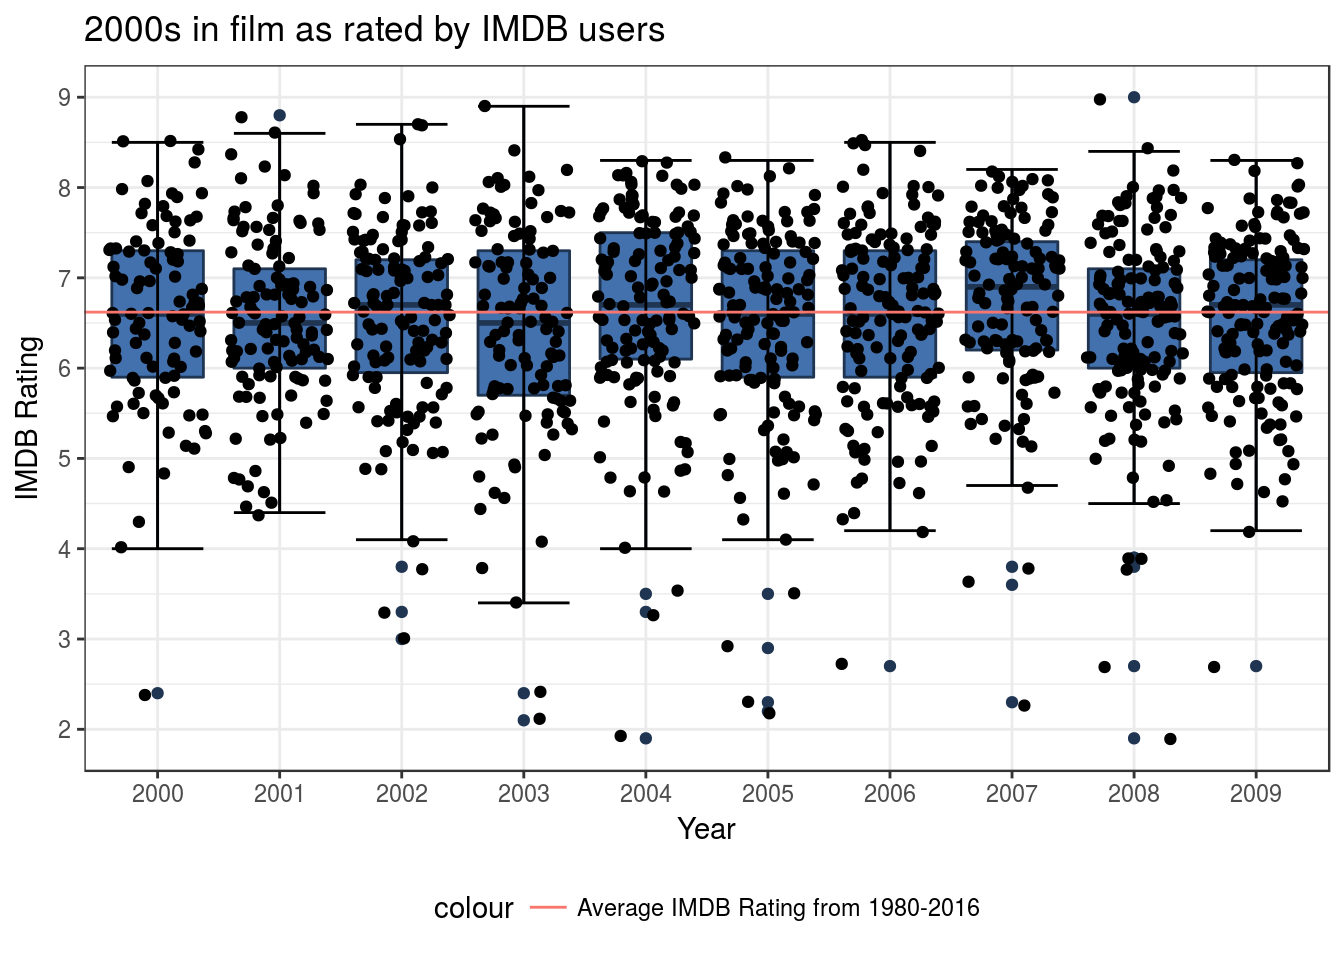 2000s in film as rated by IMDB users
9
8
7
6
5
4
3
2
IMDB Rating
2000 2001 2002 2003 2004 2005 2006 2007 2008 2009
Year
colour Average IMDB Rating from 1980-2016